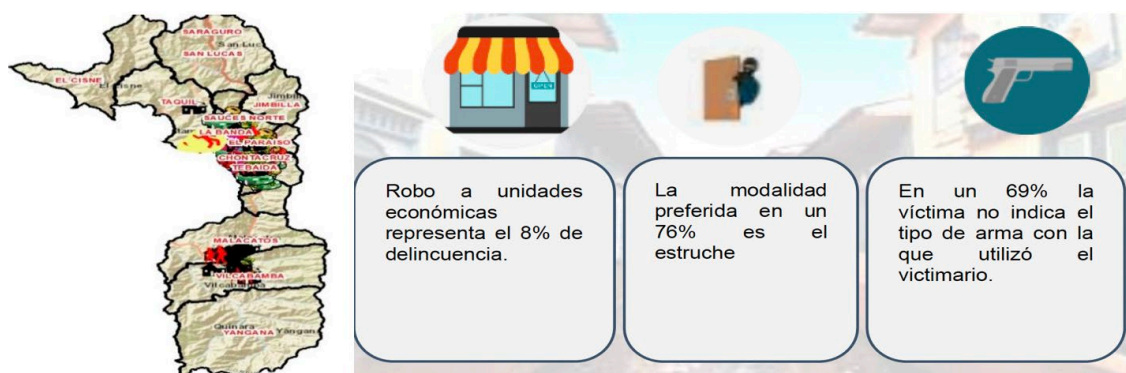 SARAGURO
San Luc
SAN LUCAS
EL CISNE
TAQUIL
Jimbill
JIMBILLA
SAUCES NORTE
LA BANDA
EL PARAISO
CHONTACRUZ
TEBAIDA
MALACATOS
VILCABAMBA
Vilcabamba
Quinara
YANGANA
Yangan
OPEN
Robo a unidades
económicas
representa el 8% de
delincuencia.
La modalidad
preferida en un
76% es el
estruche
En un 69% la
víctima no indica el
tipo de arma con la
que utilizó el
victimario.